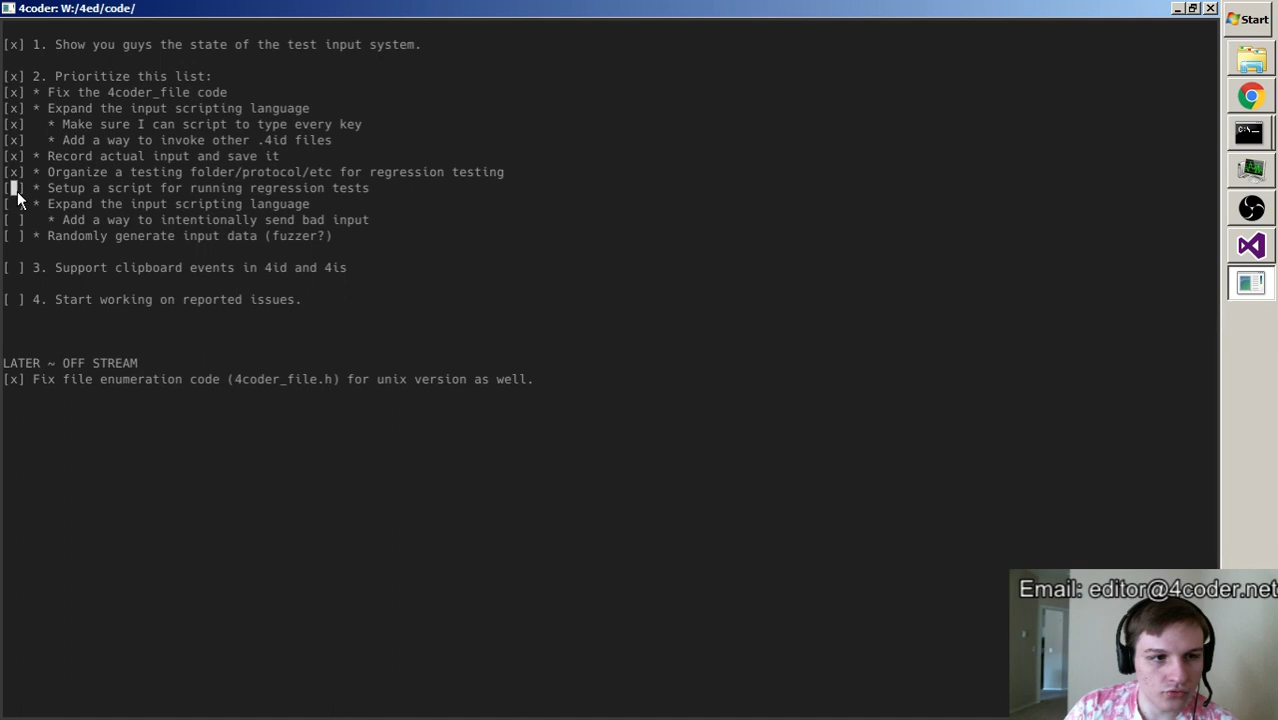 4coder: W:/4ed/code/
Start
[x] 1. Show you guys the state of the test input system.
[x] 2. Prioritize this list:
[x] * Fix the 4coder_file code
[x] * Expand the input scripting language
[x]   * Make sure I can script to type every key
[x]   * Add a way to invoke other .4id files
[x] * Record actual input and save it
[x] * Organize a testing folder/protocol/etc for regression testing
[ ] * Setup a script for running regression tests
[ ] * Expand the input scripting language
[ ]   * Add a way to intentionally send bad input
[ ] * Randomly generate input data (fuzzer?)
[ ] 3. Support clipboard events in 4id and 4is
[ ] 4. Start working on reported issues.
LATER ~ OFF STREAM
[x] Fix file enumeration code (4coder_file.h) for unix version as well.
Email: editor@4coder.net